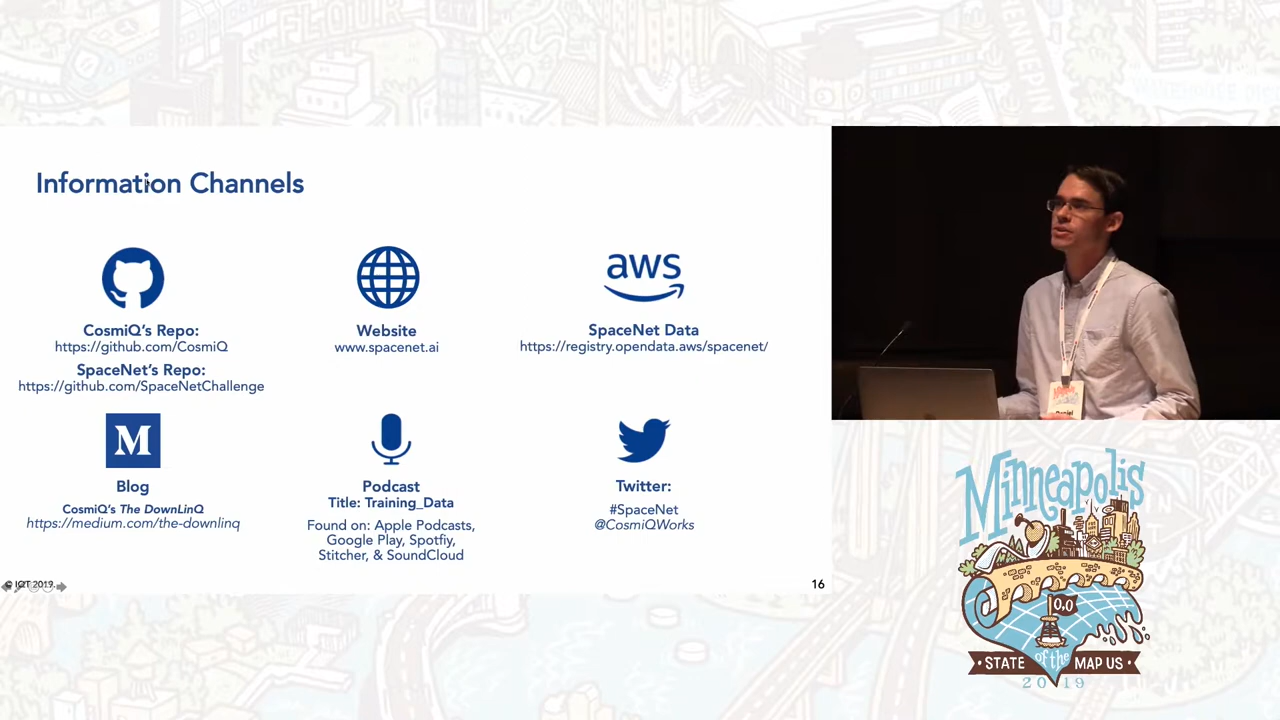 Information Channels
CosmiQ's Repo:
https://github.com/CosmiQ
SpaceNet's Repo:
https://github.com/SpaceNetChallenge
Website
www.spacenet.ai
aws
SpaceNet Data
https://registry.opendata.aws/spacenet/
M
Blog
CosmiQ's The DownLinQ
https://medium.com/the-downlinq
Podcast
Title: Training_Data
Found on: Apple Podcasts,
Google Play, Spotfiy,
Stitcher, & SoundCloud
Twitter:
#SpaceNet
@CosmiQWorks
© IQT 2019.
16
Daniel
Minneapolis
0,0
STATE of the MAP US
2019